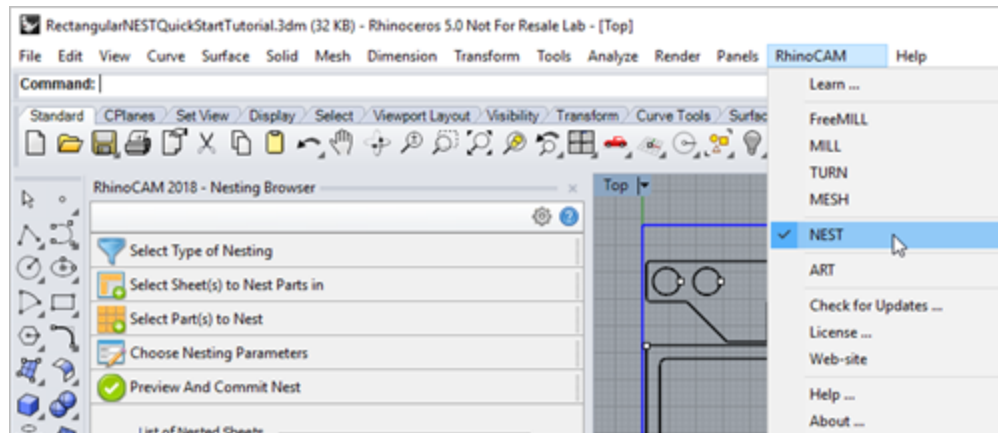 RectangularNESTQuickStartTutorial.3dm (32 KB) - Rhinoceros 5.0 Not For Resale Lab - [Top]
File Edit View Curve Surface Solid Mesh Dimension Transform Tools Analyze Render Panels RhinoCAM Help
Command:
Standard CPlanes Set View Display Select Viewport Layout Visibility Transform Curve Tools Surfac
RhinoCAM 2018 - Nesting Browser
Select Type of Nesting
Select Sheet(s) to Nest Parts in
Select Part(s) to Nest
Choose Nesting Parameters
Preview And Commit Nest
List of Nested Sheets
Top
Learn ...
FreeMILL
MILL
TURN
MESH
NEST
ART
Check for Updates ...
License ...
Web-site
Help ...
About ...